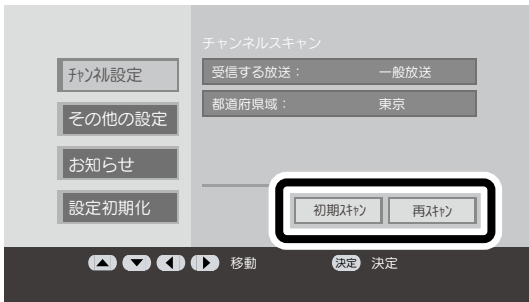 チャンネルスキャン
ﾁｬﾝﾈﾙ設定
受信する放送： 一般放送
その他の設定
都道府県域： 東京
お知らせ
設定初期化
初期ｽｷｬﾝ 再ｽｷｬﾝ
移動 決定 決定